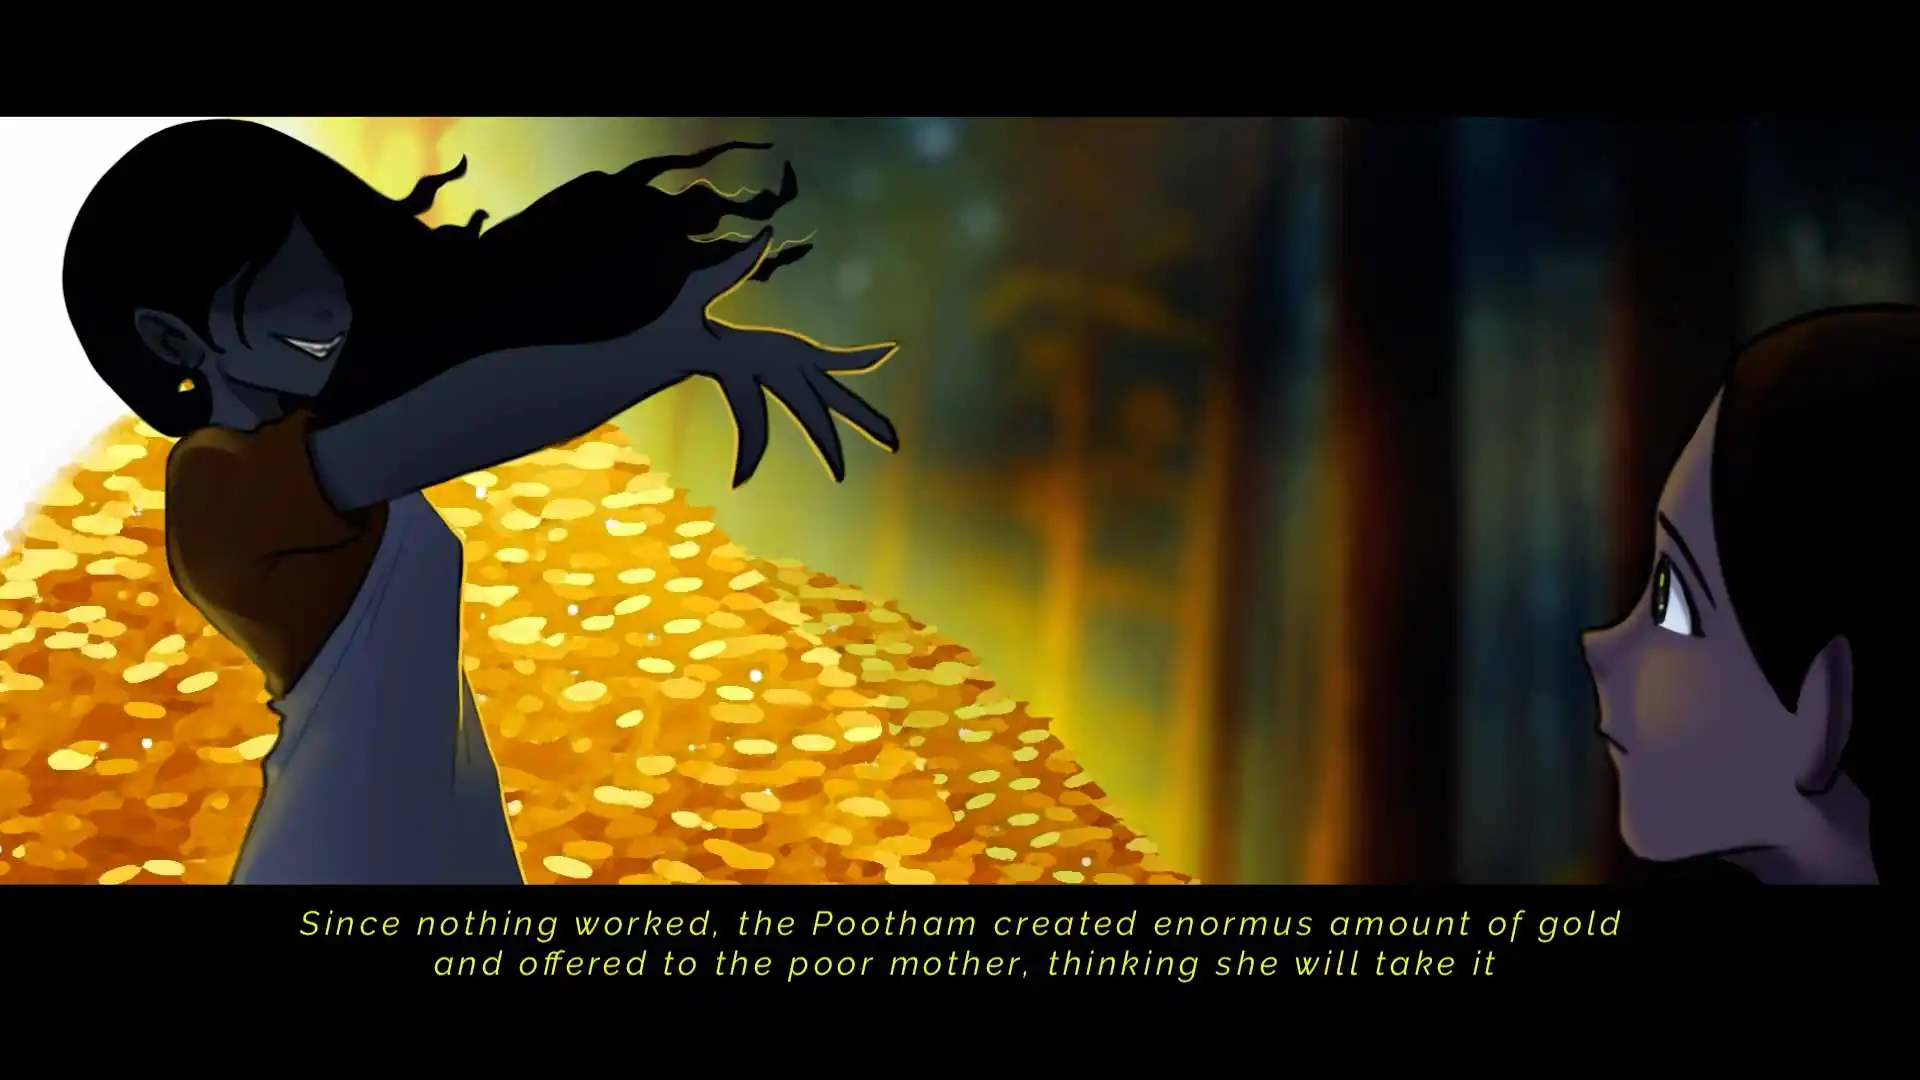 Since nothing worked, the Pootham created enormus amount of gold
and offered to the poor mother, thinking she will take it